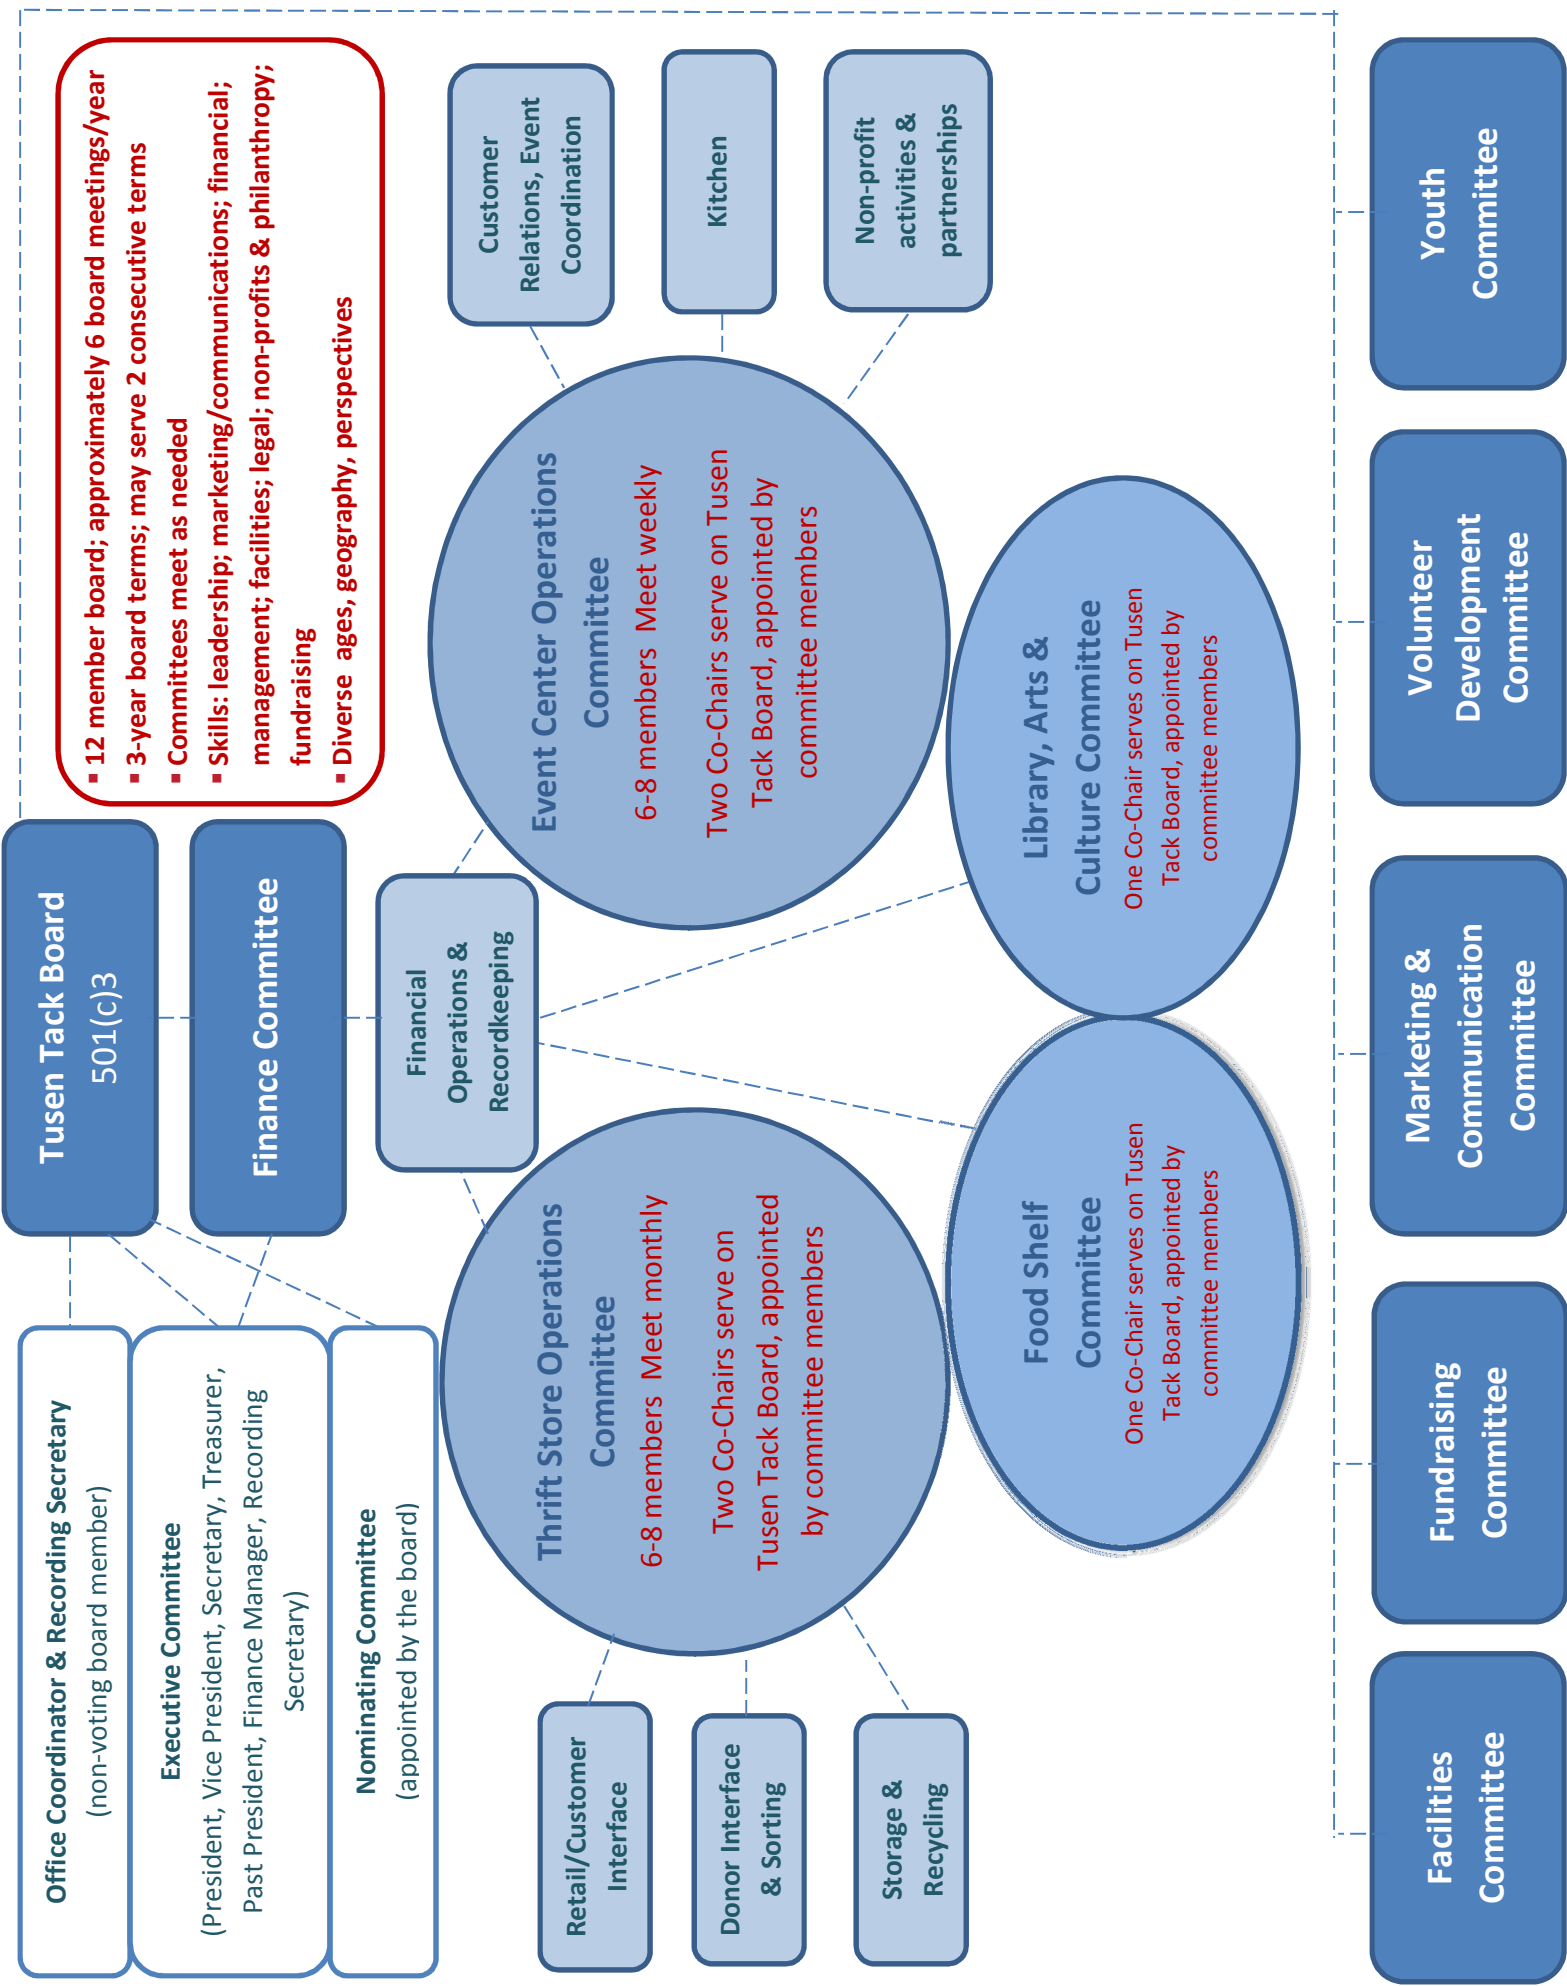 Tusen Tack Board
501(c)3
Finance Committee
Office Coordinator & Recording Secretary
(non-voting board member)
Executive Committee
(President, Vice President, Secretary, Treasurer,
Past President, Finance Manager, Recording
Secretary)
Nominating Committee
(appointed by the board)
▪ 12 member board; approximately 6 board meetings/year
▪ 3-year board terms; may serve 2 consecutive terms
▪ Committees meet as needed
▪ Skills: leadership; marketing/communications; financial;
management; facilities; legal; non-profits & philanthropy;
fundraising
▪ Diverse ages, geography, perspectives
Financial
Operations &
Recordkeeping
Thrift Store Operations
Committee
6-8 members Meet monthly
Two Co-Chairs serve on
Tusen Tack Board, appointed
by committee members
Event Center Operations
Committee
6-8 members Meet weekly
Two Co-Chairs serve on Tusen
Tack Board, appointed by
committee members
Retail/Customer
Interface
Donor Interface
& Sorting
Storage &
Recycling
Customer
Relations, Event
Coordination
Kitchen
Non-profit
activities &
partnerships
Food Shelf
Committee
One Co-Chair serves on Tusen
Tack Board, appointed by
committee members
Library, Arts &
Culture Committee
One Co-Chair serves on Tusen
Tack Board, appointed by
committee members
Facilities
Committee
Fundraising
Committee
Marketing &
Communication
Committee
Volunteer
Development
Committee
Youth
Committee